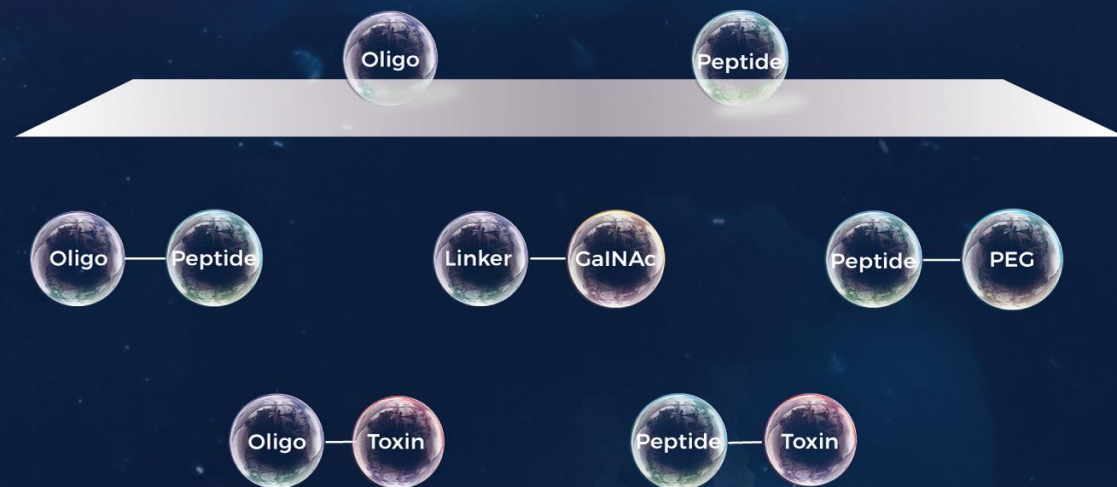 Oligo
Peptide
Oligo
Peptide
Linker
GalNAc
Peptide
PEG
Oligo
Toxin
Peptide
Toxin